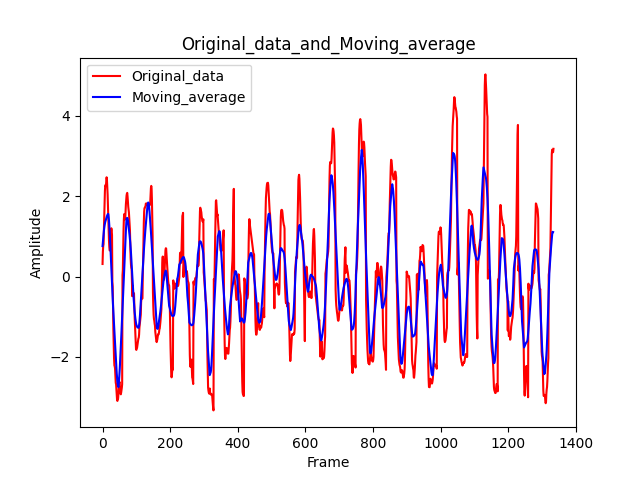 Original_data_and_Moving_average
Original_data
Moving_average
Amplitude
4
2
0
−2
0 200 400 600 800 1000 1200 1400
Frame